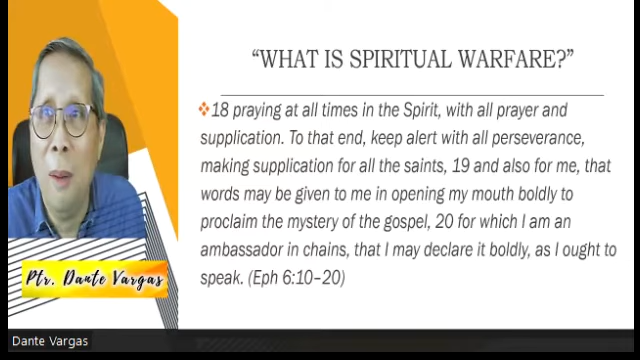 “WHAT IS SPIRITUAL WARFARE?”
18 praying at all times in the Spirit, with all prayer and
supplication. To that end, keep alert with all perseverance,
making supplication for all the saints, 19 and also for me, that
words may be given to me in opening my mouth boldly to
proclaim the mystery of the gospel, 20 for which I am an
ambassador in chains, that I may declare it boldly, as I ought to
speak. (Eph 6:10–20)
Ptr. Dante Vargas
Dante Vargas